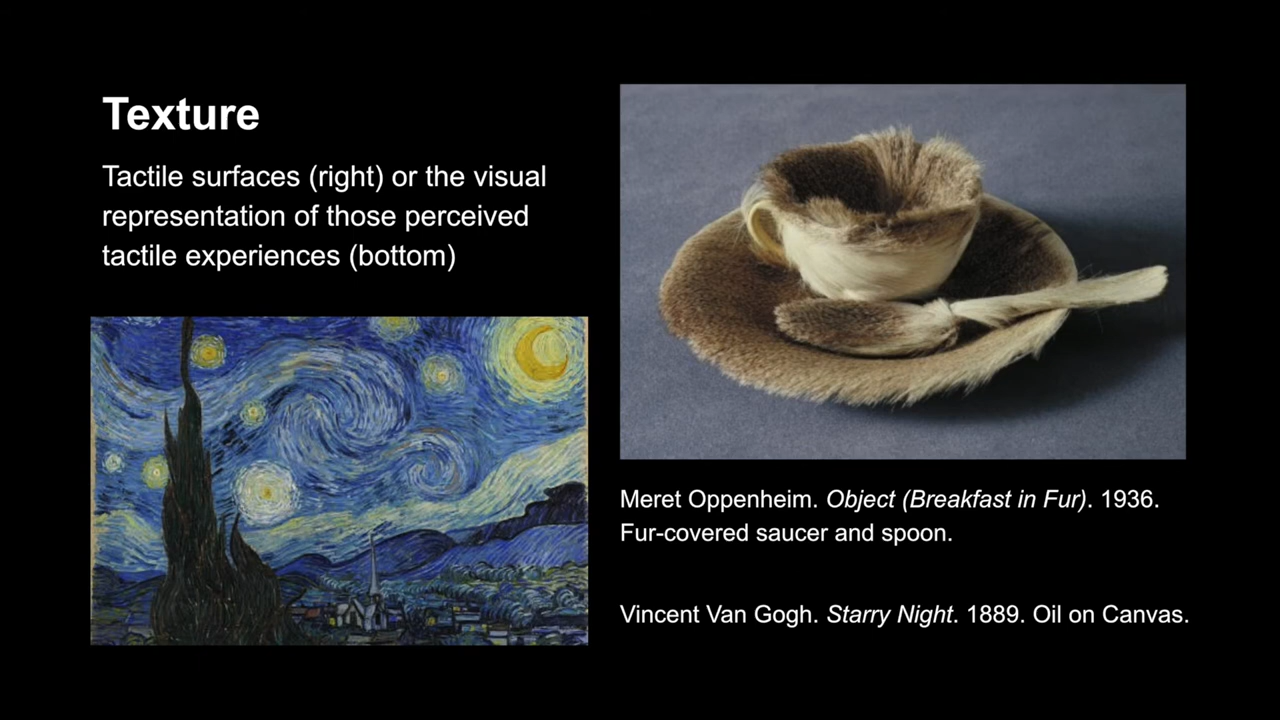 Texture
Tactile surfaces (right) or the visual
representation of those perceived
tactile experiences (bottom)
Meret Oppenheim. Object (Breakfast in Fur). 1936.
Fur-covered saucer and spoon.
Vincent Van Gogh. Starry Night. 1889. Oil on Canvas.